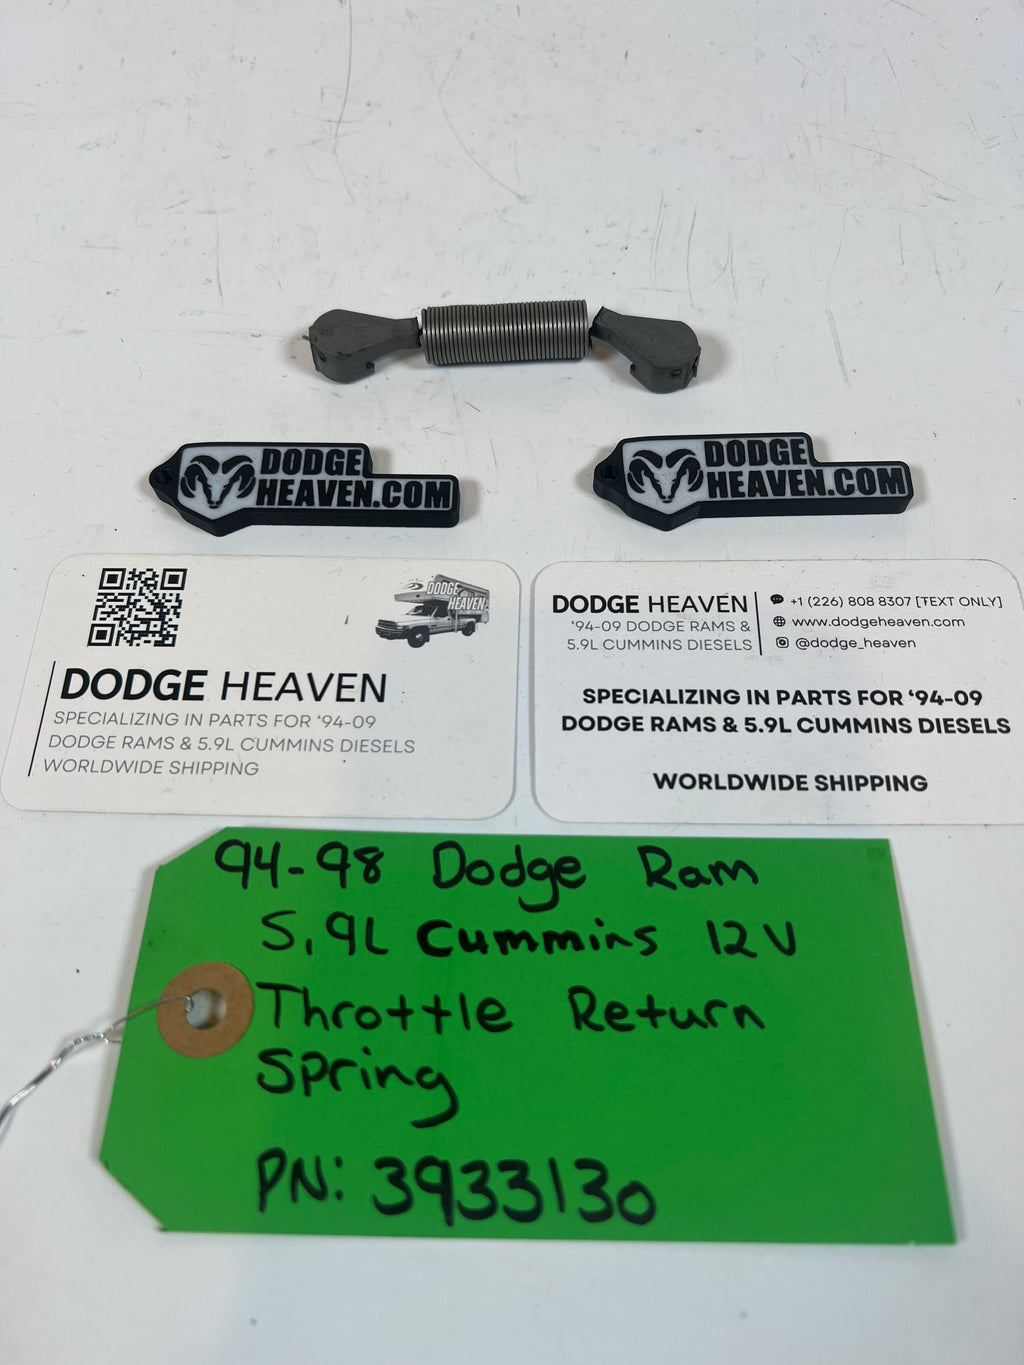 DODGE
HEAVEN.COM
DODGE
HEAVEN.COM
DODGE
HEAVEN
DODGE HEAVEN
SPECIALIZING IN PARTS FOR ‘94-09
DODGE RAMS & 5.9L CUMMINS DIESELS
WORLDWIDE SHIPPING
DODGE HEAVEN
‘94-09 DODGE RAMS &
5.9L CUMMINS DIESELS
+1 (226) 808 8307 [TEXT ONLY]
www.dodgeheaven.com
@dodge_heaven
SPECIALIZING IN PARTS FOR ‘94-09
DODGE RAMS & 5.9L CUMMINS DIESELS
WORLDWIDE SHIPPING
94-98 Dodge Ram
5.9L Cummins 12V
Throttle Return
Spring
PN: 3933130